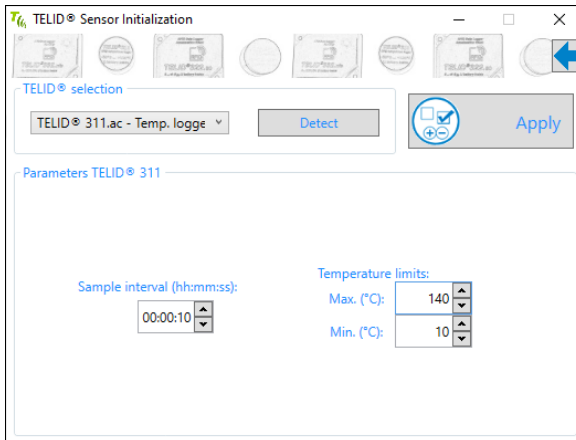 TELID® Sensor Initialization
TELID® selection
TELID® 311.ac - Temp. logge
Detect
Apply
Parameters TELID® 311
Sample interval (hh:mm:ss):
00:00:10
Temperature limits:
Max. (°C): 140
Min. (°C): 10